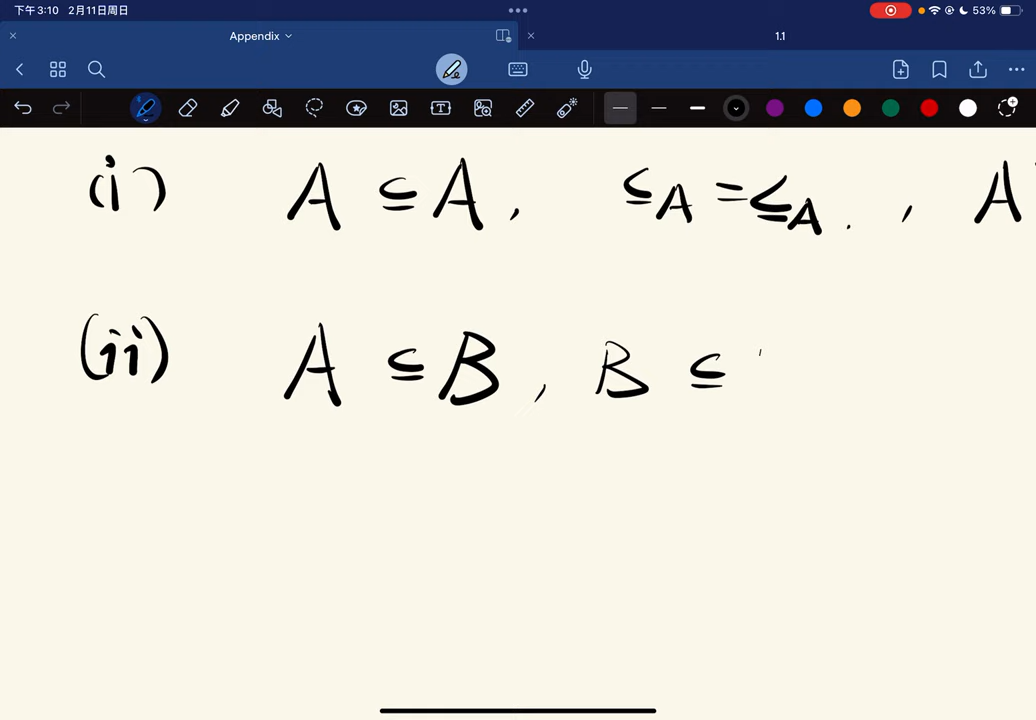 下午3:10 2月11日周日 53%
Appendix 1.1
(i) A ⊆ A, ⊆A = ≤A. , A
(ii) A ⊆ B, B ⊆